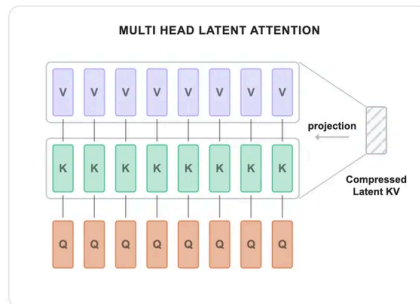 MULTI HEAD LATENT ATTENTION
V V V V V V V V
projection
K K K K K K K K
Compressed
Latent KV
Q Q Q Q Q Q Q Q